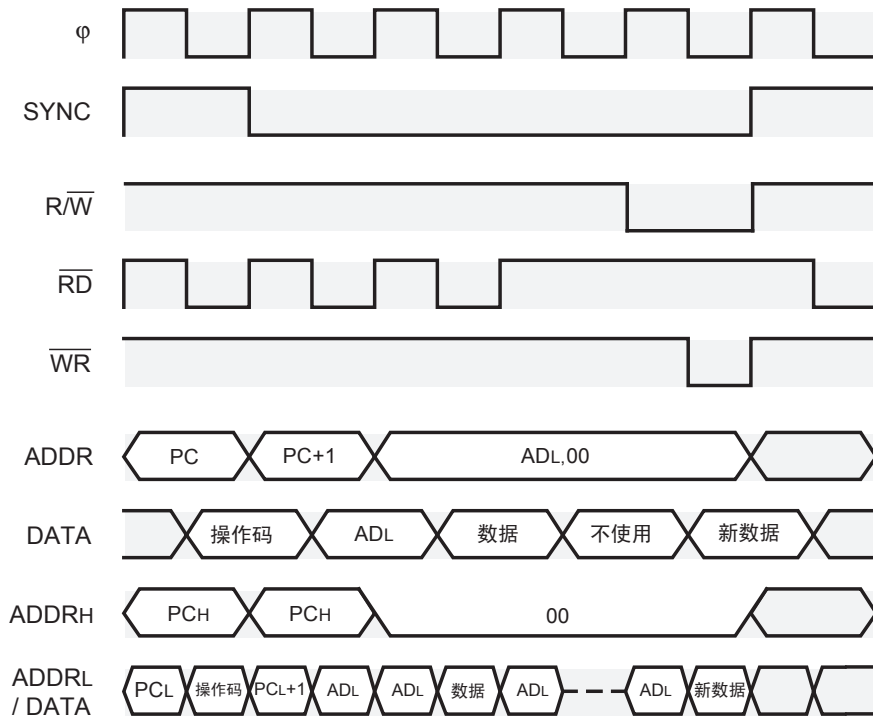 φ
SYNC
R/W̅
R̅D̅
W̅R̅
ADDR PC PC+1 ADL,00
DATA 操作码 ADL 数据 不使用 新数据
ADDRH PCH PCH 00
ADDRL
/ DATA PCL 操作码 PCL+1 ADL ADL 数据 ADL ADL 新数据